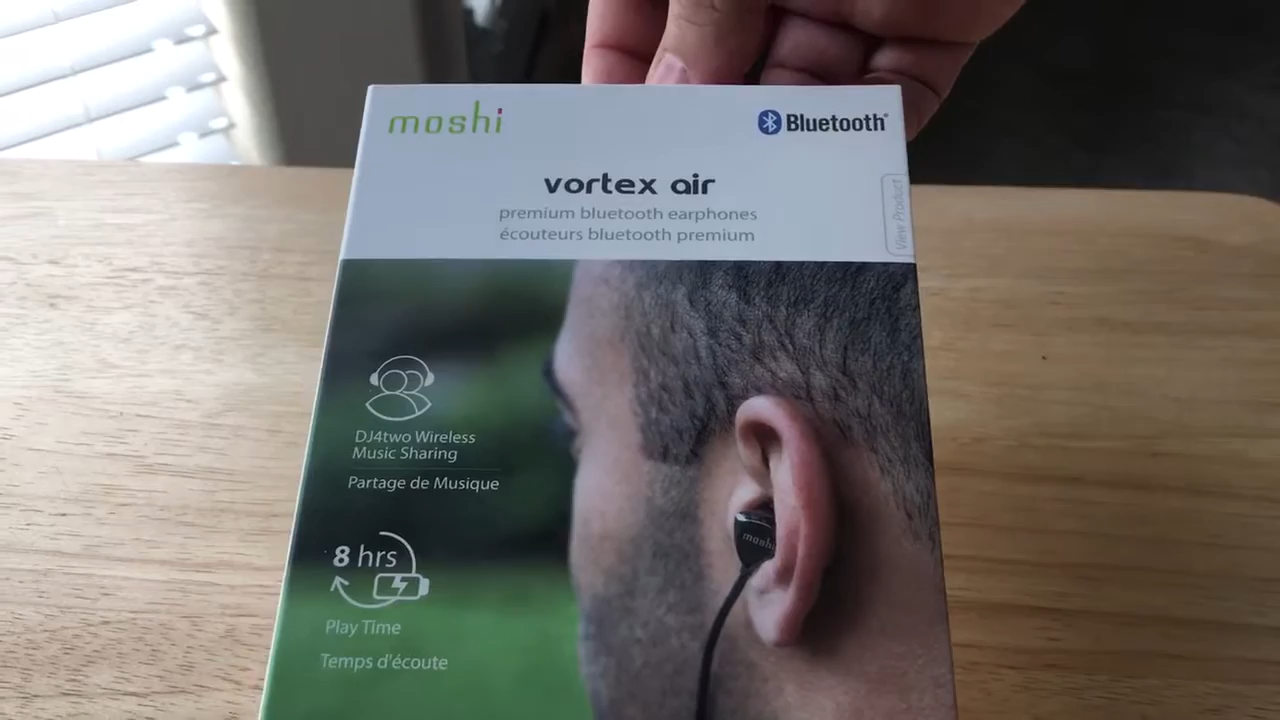 moshi
Bluetooth®
vortex air
premium bluetooth earphones
écouteurs bluetooth premium
View Product
DJ4two Wireless
Music Sharing
Partage de Musique
8 hrs
Play Time
Temps d'écoute
moshi